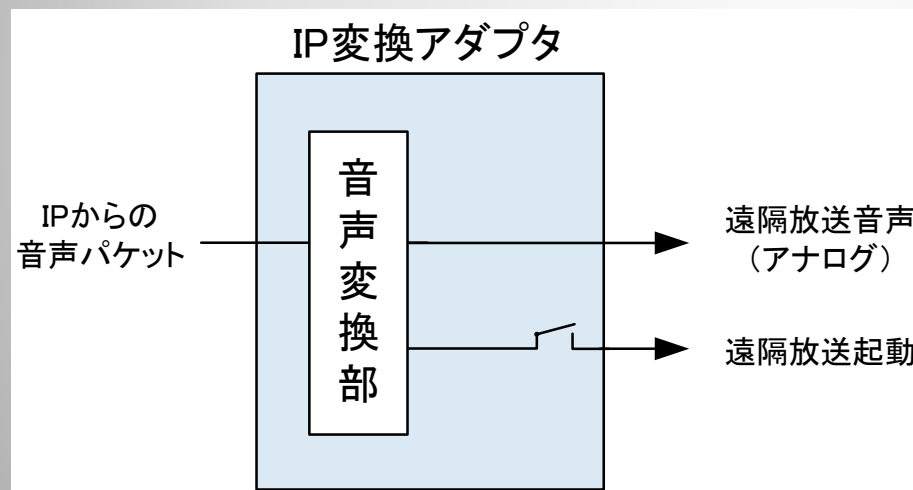 IP変換アダプタ
IPからの
音声パケット
音声変換部
遠隔放送音声
（アナログ）
遠隔放送起動